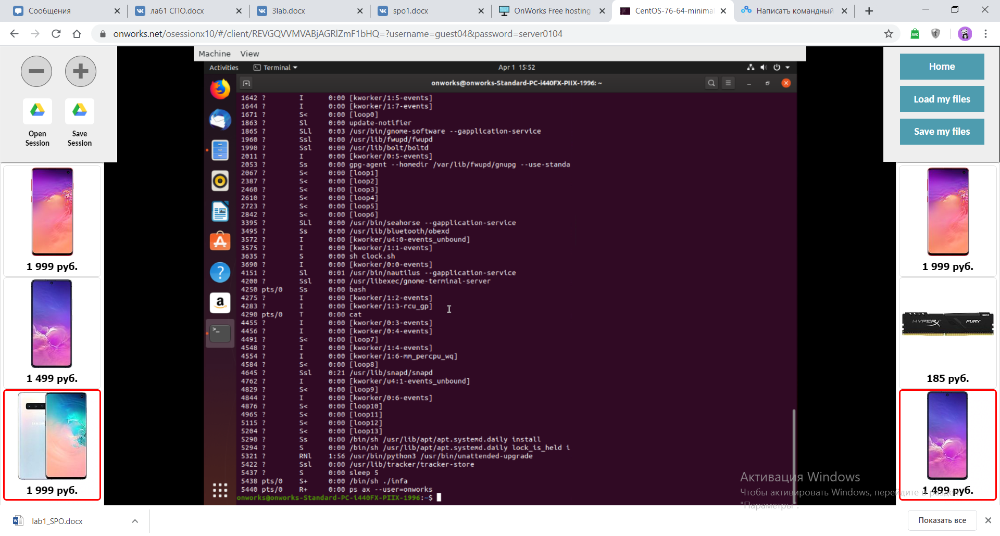 Сообщения
лаб1 СПО.docx
3lab.docx
spo1.docx
OnWorks Free hosting
CentOS-76-64-minimal
Написатъ командный
onworks.net/osessionx10/#/client/REVGQVVMVABjAGRlZmF1bHQ=?username=guest04&password=server0104
AVG
Open Session
Save Session
Machine View
Home
Load my files
Save my files
Activities
Terminal
Apr 1 15:52
onworks@onworks-Standard-PC-i440FX-PIIX-1996: ~
1642 ? I 0:00 [kworker/1:5-events]
1644 ? I 0:00 [kworker/1:7-events]
1671 ? S< 0:00 [loop0]
1863 ? Sl 0:00 update-notifier
1865 ? SLl 0:03 /usr/bin/gnome-software --gapplication-service
1960 ? Ssl 0:00 /usr/lib/fwupd/fwupd
1990 ? Ssl 0:00 /usr/lib/bolt/boltd
2011 ? I 0:00 [kworker/0:5-events]
2053 ? Ss 0:00 gpg-agent --homedir /var/lib/fwupd/gnupg --use-standa
2067 ? S< 0:00 [loop1]
2387 ? S< 0:00 [loop2]
2460 ? S< 0:00 [loop3]
2610 ? S< 0:00 [loop4]
2723 ? S< 0:00 [loop5]
2842 ? S< 0:00 [loop6]
3395 ? SLl 0:00 /usr/bin/seahorse --gapplication-service
3495 ? Ss 0:00 /usr/lib/bluetooth/obexd
3572 ? I 0:00 [kworker/u4:0-events_unbound]
3575 ? I 0:00 [kworker/1:1-events]
3635 ? S 0:00 sh clock.sh
3690 ? I 0:00 [kworker/0:0-events]
4151 ? Sl 0:01 /usr/bin/nautilus --gapplication-service
4200 ? Ssl 0:00 /usr/libexec/gnome-terminal-server
4250 pts/0 Ss 0:00 bash
4275 ? I 0:00 [kworker/1:2-events]
4283 ? I 0:00 [kworker/1:3-rcu_gp]
4290 pts/0 T 0:00 cat
4455 ? I 0:00 [kworker/0:3-events]
4456 ? I 0:00 [kworker/0:4-events]
4491 ? S< 0:00 [loop7]
4548 ? I 0:00 [kworker/1:4-events]
4554 ? I 0:00 [kworker/1:6-mm_percpu_wq]
4584 ? S< 0:00 [loop8]
4645 ? Ssl 0:21 /usr/lib/snapd/snapd
4762 ? I 0:00 [kworker/u4:1-events_unbound]
4829 ? S< 0:00 [loop9]
4844 ? I 0:00 [kworker/0:6-events]
4876 ? S< 0:00 [loop10]
4965 ? S< 0:00 [loop11]
5115 ? S< 0:00 [loop12]
5204 ? S< 0:00 [loop13]
5290 ? Ss 0:00 /bin/sh /usr/lib/apt/apt.systemd.daily install
5294 ? S 0:00 /bin/sh /usr/lib/apt/apt.systemd.daily lock_is_held i
5321 ? RNl 1:56 /usr/bin/python3 /usr/bin/unattended-upgrade
5422 ? Ssl 0:00 /usr/lib/tracker/tracker-store
5437 ? S 0:00 sleep 5
5438 pts/0 S+ 0:00 /bin/sh ./infa
5440 pts/0 R+ 0:00 ps ax --user=onworks
onworks@onworks-Standard-PC-i440FX-PIIX-1996:~$
1 999 руб.
1 499 руб.
SAMSUNG
1 999 руб.
1 999 руб.
HYPERX FURY DDR4
185 руб.
1 499 руб.
Активация Windows
Чтобы активировать Windows, перейдите в раздел
"Параметры".
lab1_SPO.docx
Показать все